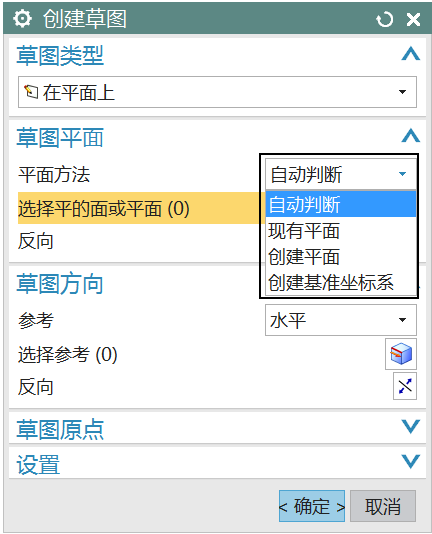 创建草图
草图类型
在平面上
草图平面
平面方法 自动判断
选择平的面或平面 (0) 自动判断
现有平面
反向
创建平面
创建基准坐标系
草图方向
参考 水平
选择参考 (0)
反向
草图原点
设置
< 确定 > 取消